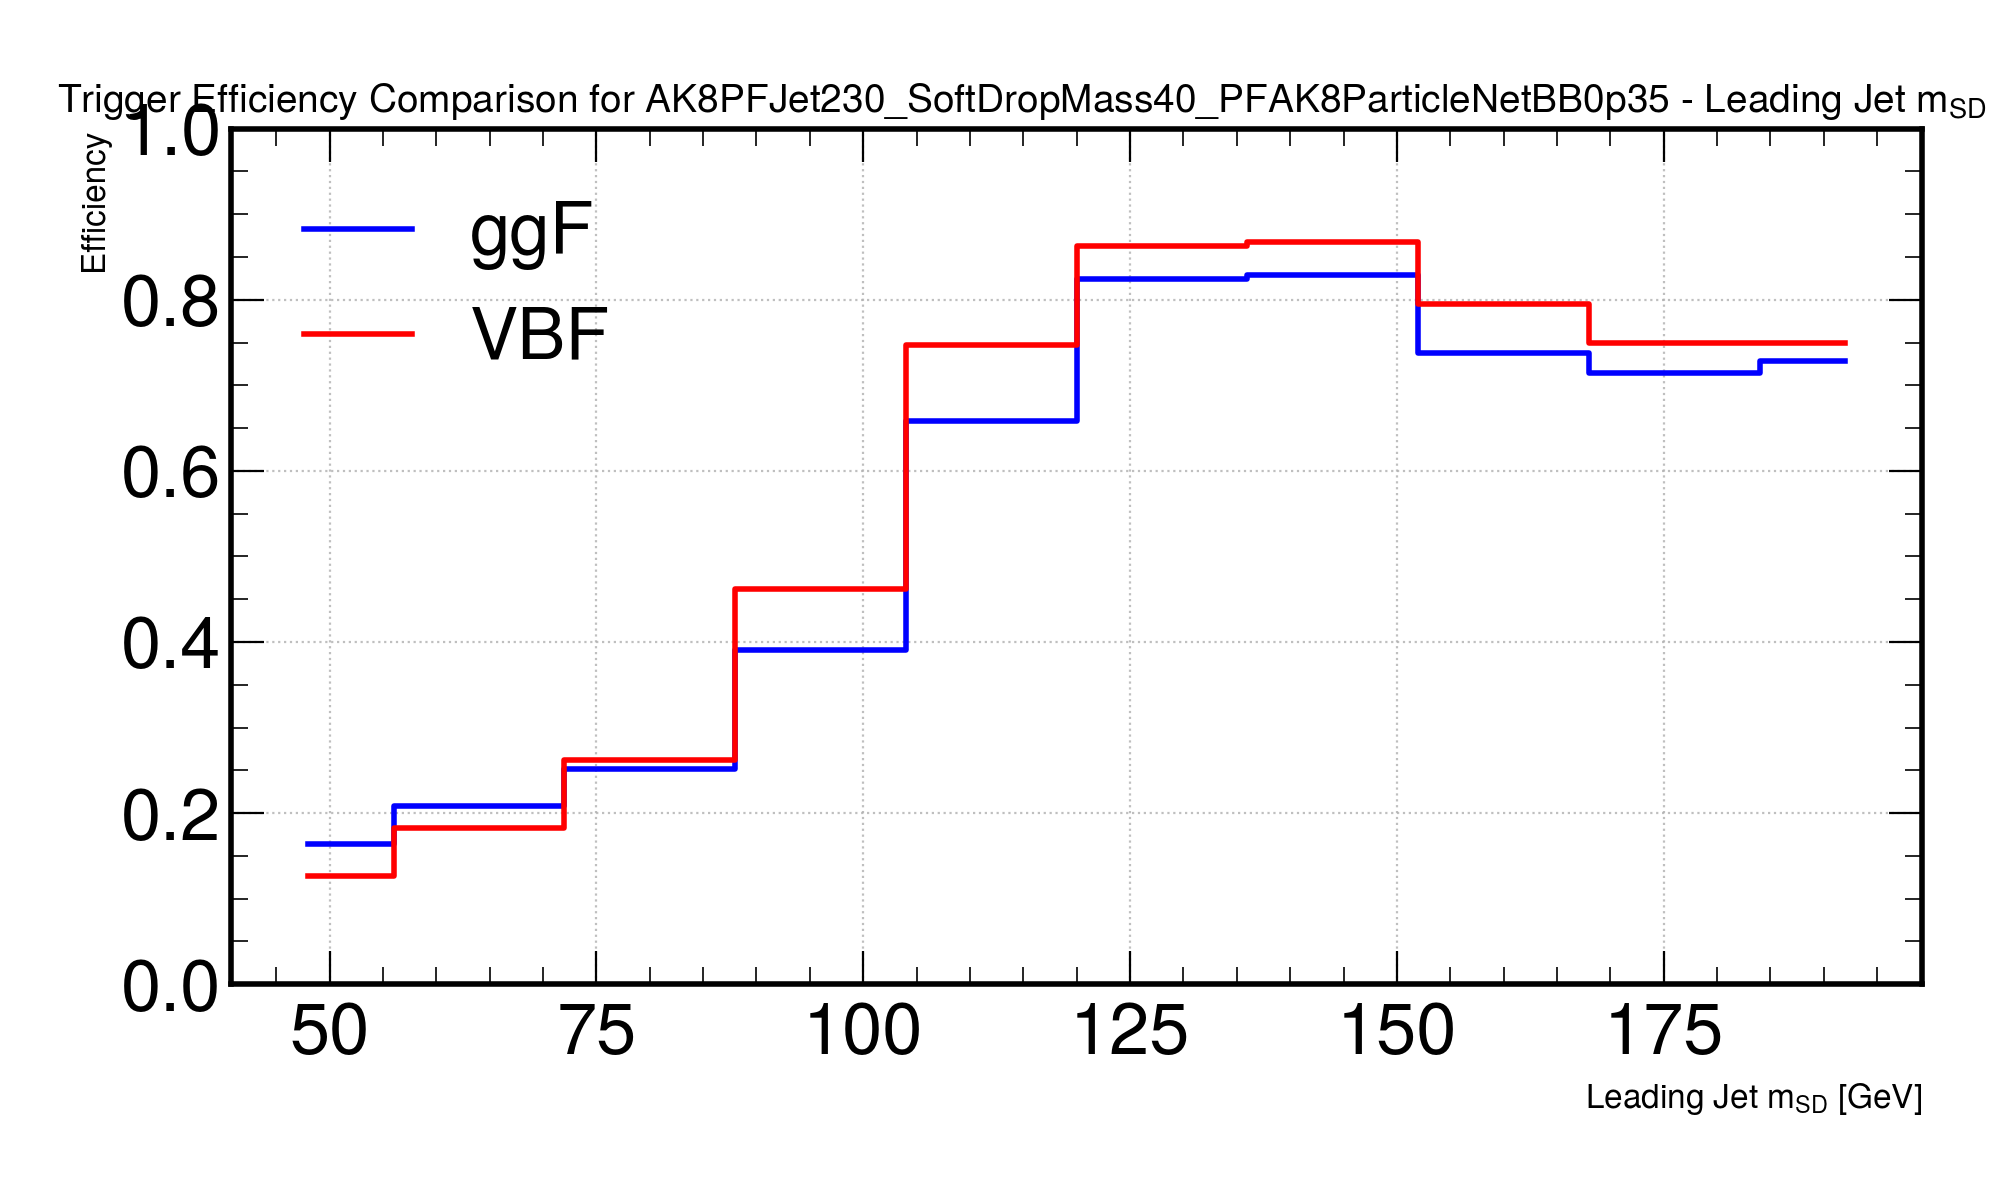 Trigger Efficiency Comparison for AK8PFJet230_SoftDropMass40_PFAK8ParticleNetBB0p35 - Leading Jet mSD
Efficiency
1.0
0.8
0.6
0.4
0.2
0.0
ggF
VBF
50 75 100 125 150 175
Leading Jet mSD [GeV]